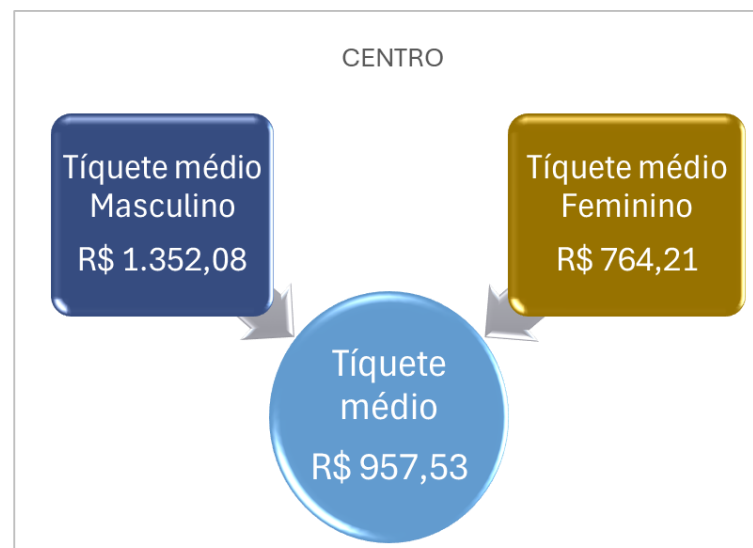 CENTRO
Tíquete médio
Masculino
R$ 1.352,08
Tíquete médio
Feminino
R$ 764,21
Tíquete
médio
R$ 957,53